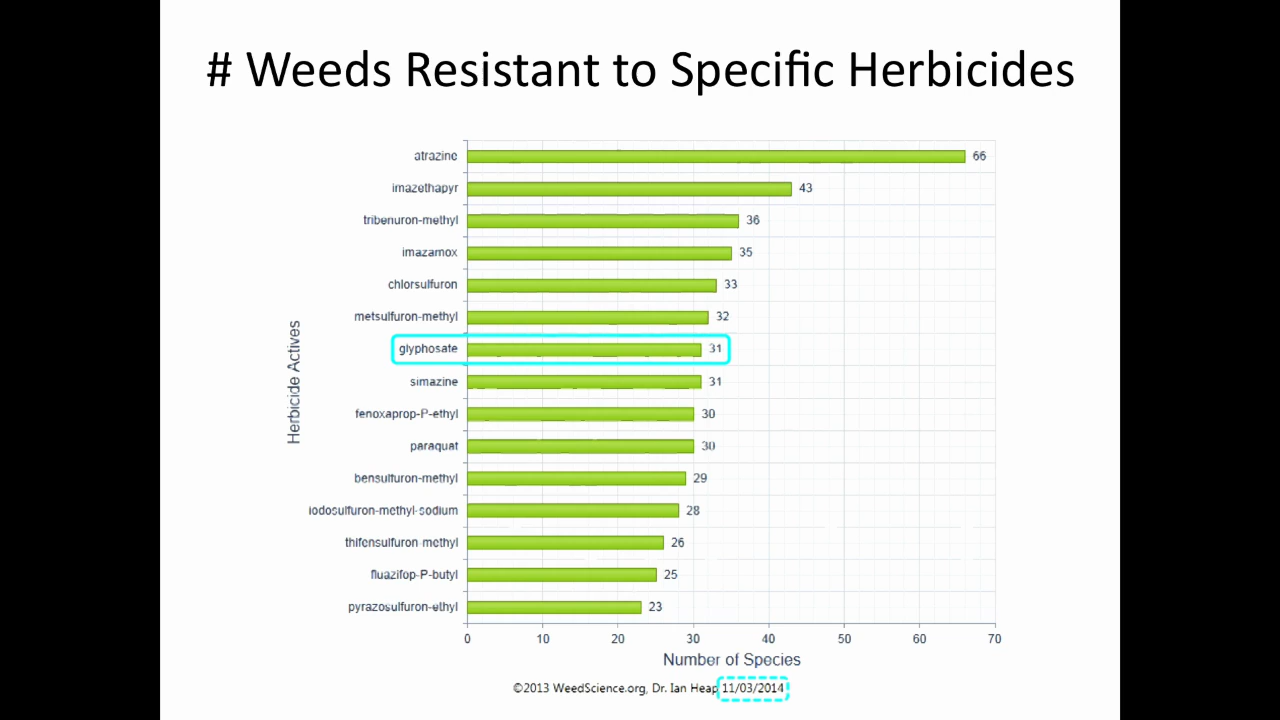 # Weeds Resistant to Specific Herbicides
atrazine 66
imazethapyr 43
tribenuron-methyl 36
imazamox 35
chlorsulfuron 33
metsulfuron-methyl 32
glyphosate 31
simazine 31
fenoxaprop-P-ethyl 30
paraquat 30
bensulfuron-methyl 29
iodosulfuron-methyl-sodium 28
thifensulfuron-methyl 26
fluazifop-P-butyl 25
pyrazosulfuron-ethyl 23
Herbicide Actives
0 10 20 30 40 50 60 70
Number of Species
©2013 WeedScience.org, Dr. Ian Heap 11/03/2014